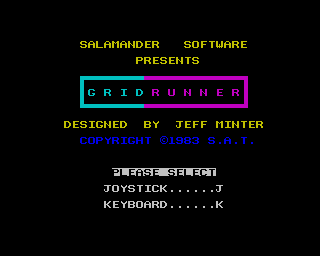 SALAMANDER SOFTWARE
PRESENTS
GRIDRUNNER
DESIGNED BY JEFF MINTER
COPYRIGHT ©1983 S.A.T.
PLEASE SELECT
JOYSTICK......J
KEYBOARD......K